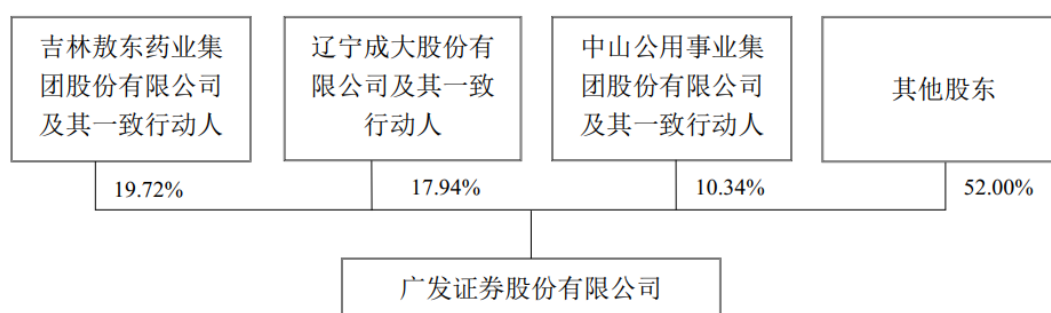 吉林敖东药业集
团股份有限公司
及其一致行动人
辽宁成大股份有
限公司及其一致
行动人
中山公用事业集
团股份有限公司
及其一致行动人
其他股东
19.72%
17.94%
10.34%
52.00%
广发证券股份有限公司